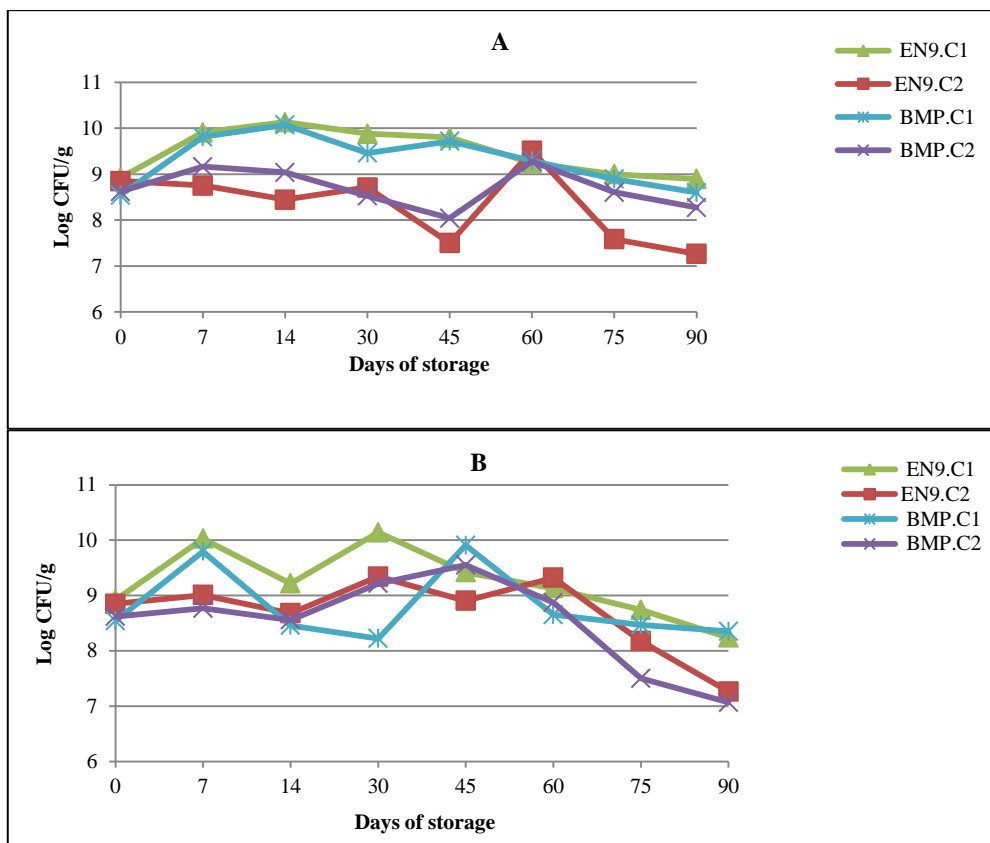 A
EN9.C1
EN9.C2
BMP.C1
BMP.C2
11
10
9
8
7
6
Log CFU/g
0 7 14 30 45 60 75 90
Days of storage
B
EN9.C1
EN9.C2
BMP.C1
BMP.C2
11
10
9
8
7
6
Log CFU/g
0 7 14 30 45 60 75 90
Days of storage